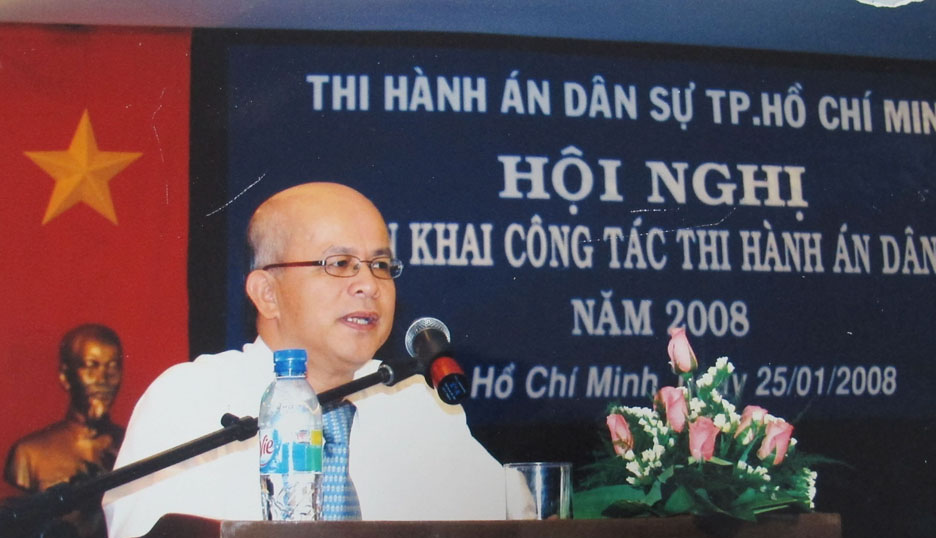 THI HÀNH ÁN DÂN SỰ TP.HỒ CHÍ MIN
HỘI NGHỊ
KHAI CÔNG TÁC THI HÀNH ÁN DÂN
NĂM 2008
Hồ Chí Minh 25/01/2008
Vie